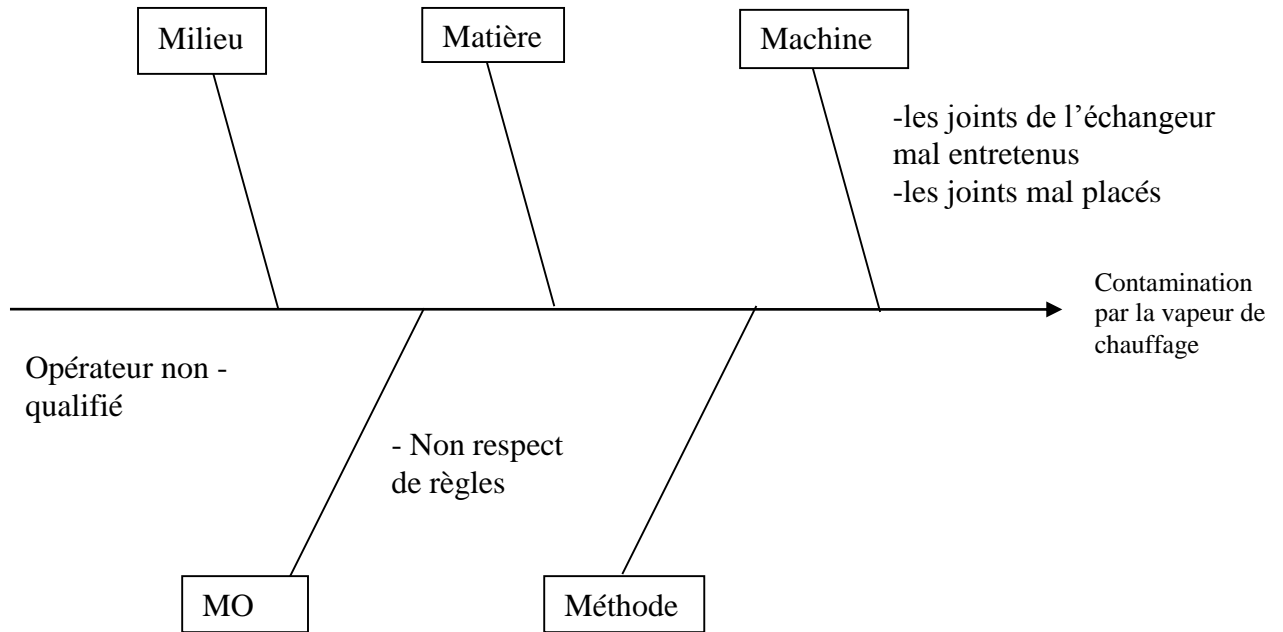 Milieu
Matière
Machine
-les joints de l’échangeur
mal entretenus
-les joints mal placés
Contamination
par la vapeur de
chauffage
Opérateur non -
qualifié
- Non respect
de règles
MO
Méthode